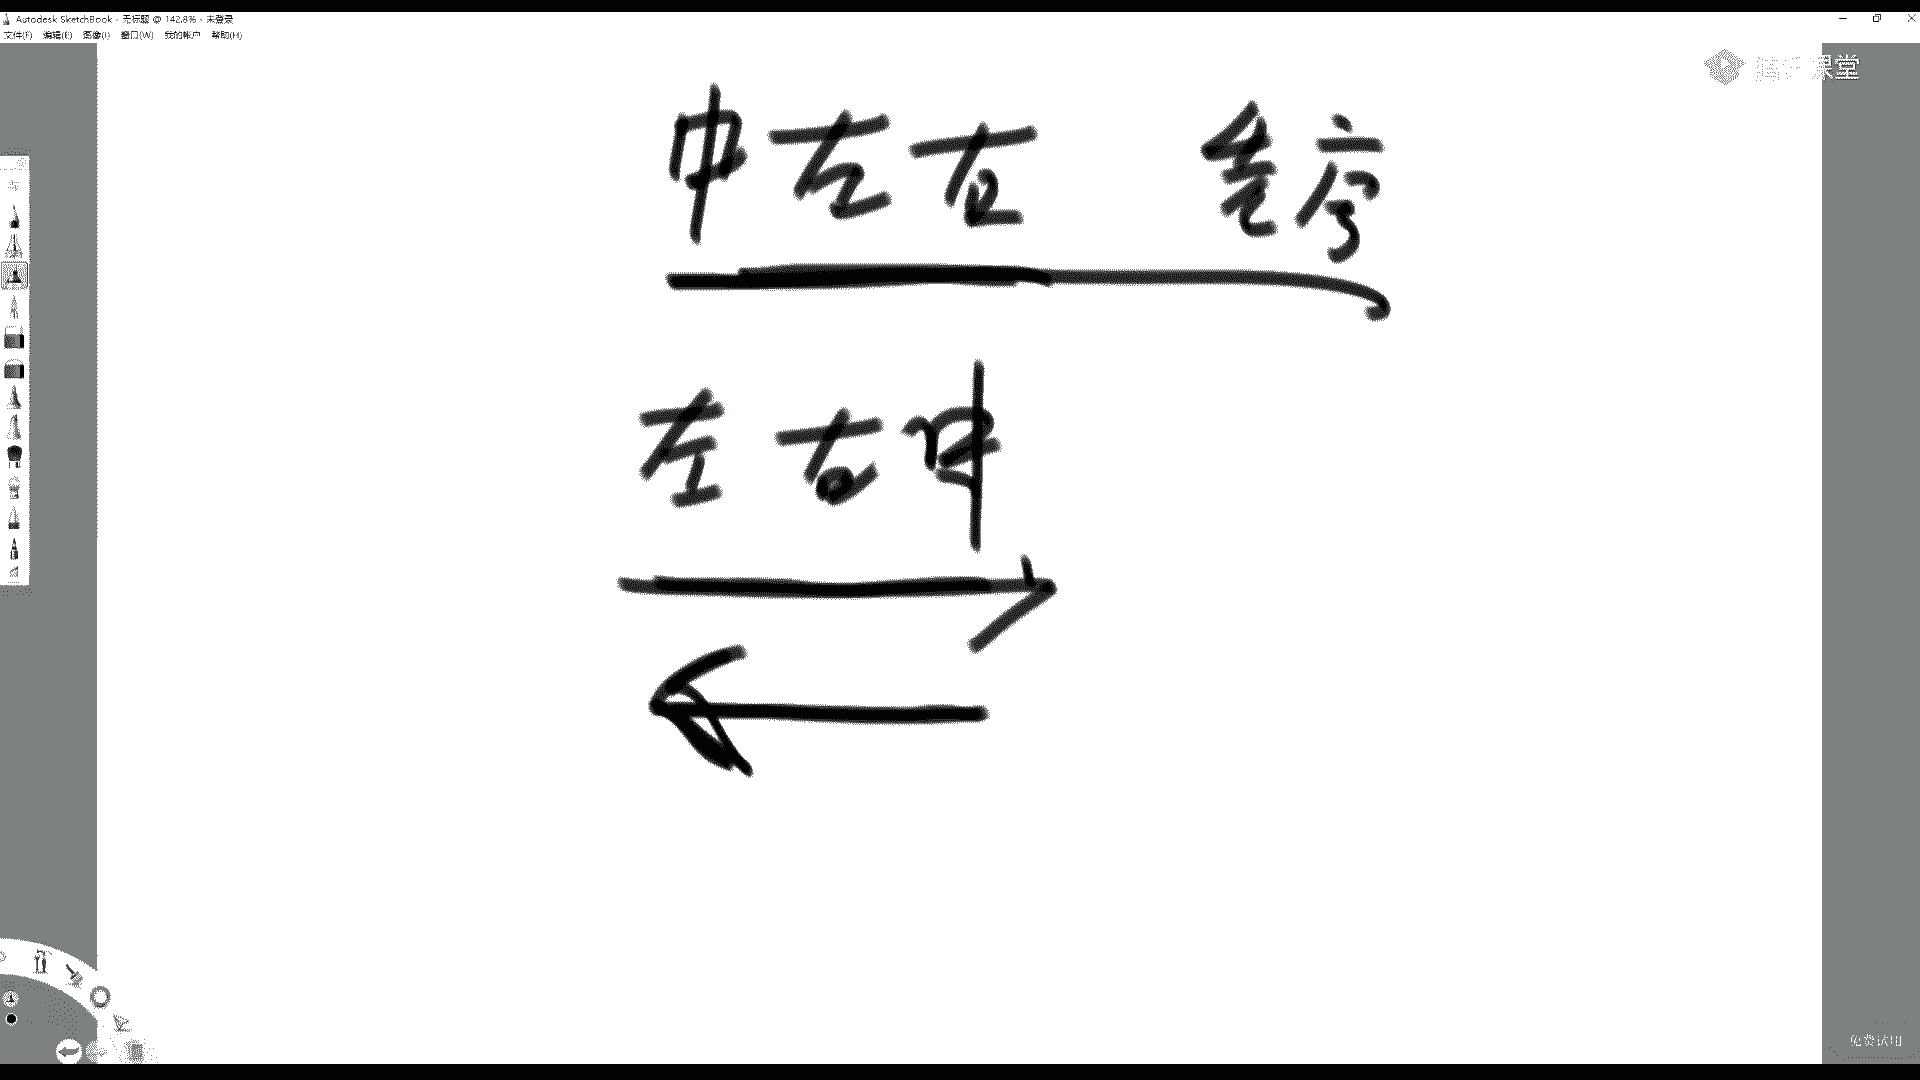 Autodesk SketchBook - 无标题 @ 142.8% - 未登录
文件(F) 编辑(E) 图像(I) 窗口(W) 我的帐户 帮助(H)
腾讯课堂
中左右 先序
左右中
免费试用